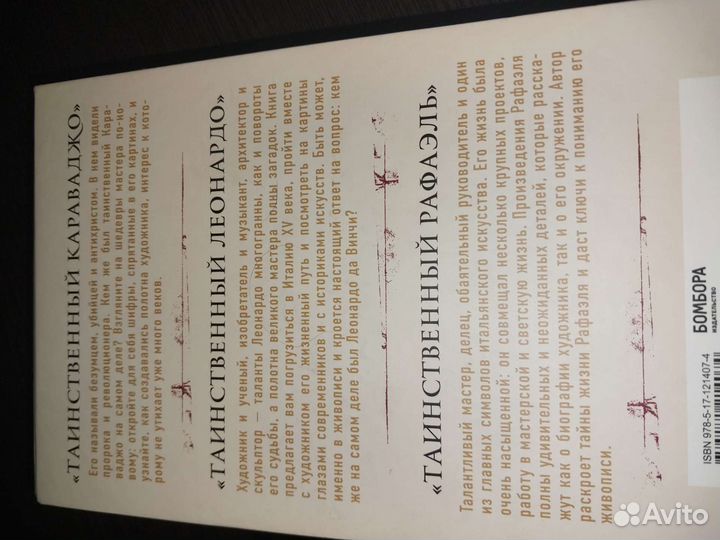 «ТАИНСТВЕННЫЙ КАРАВАДЖО»
Его называли безумцем, убийцей и антихристом. В нем видели
пророка и революционера. Кем же был таинственный Кара-
ваджо на самом деле? Взгляните на шедевры мастера по-но-
вому: откройте для себя шифры, спрятанные в его картинах, и
узнайте, как создавались полотна художника, интерес к кото-
рому не утихает уже много веков.
«ТАИНСТВЕННЫЙ ЛЕОНАРДО»
Художник и ученый, изобретатель и музыкант, архитектор и
скульптор — таланты Леонардо многогранны, как и повороты
его судьбы, а полотна великого мастера полны загадок. Книга
предлагает вам погрузиться в Италию XV века, пройти вместе
с художником его жизненный путь и посмотреть на картины
глазами современников и с историками искусств. Быть может,
именно в живописи и кроется настоящий ответ на вопрос: кем
же на самом деле был Леонардо да Винчи?
«ТАИНСТВЕННЫЙ РАФАЭЛЬ»
Талантливый мастер, делец, обаятельный руководитель и один
из главных символов итальянского искусства. Его жизнь была
очень насыщенной: он совмещал несколько крупных проектов,
работу в мастерской и светскую жизнь. Произведения Рафаэля
полны удивительных и неожиданных деталей, которые расска-
жут как о биографии художника, так и о его окружении. Автор
раскроет тайны жизни Рафаэля и даст ключи к пониманию его
живописи.
БОМБОРА
ИЗДАТЕЛЬСТВО
ISBN 978-5-17-121407-4
Avito